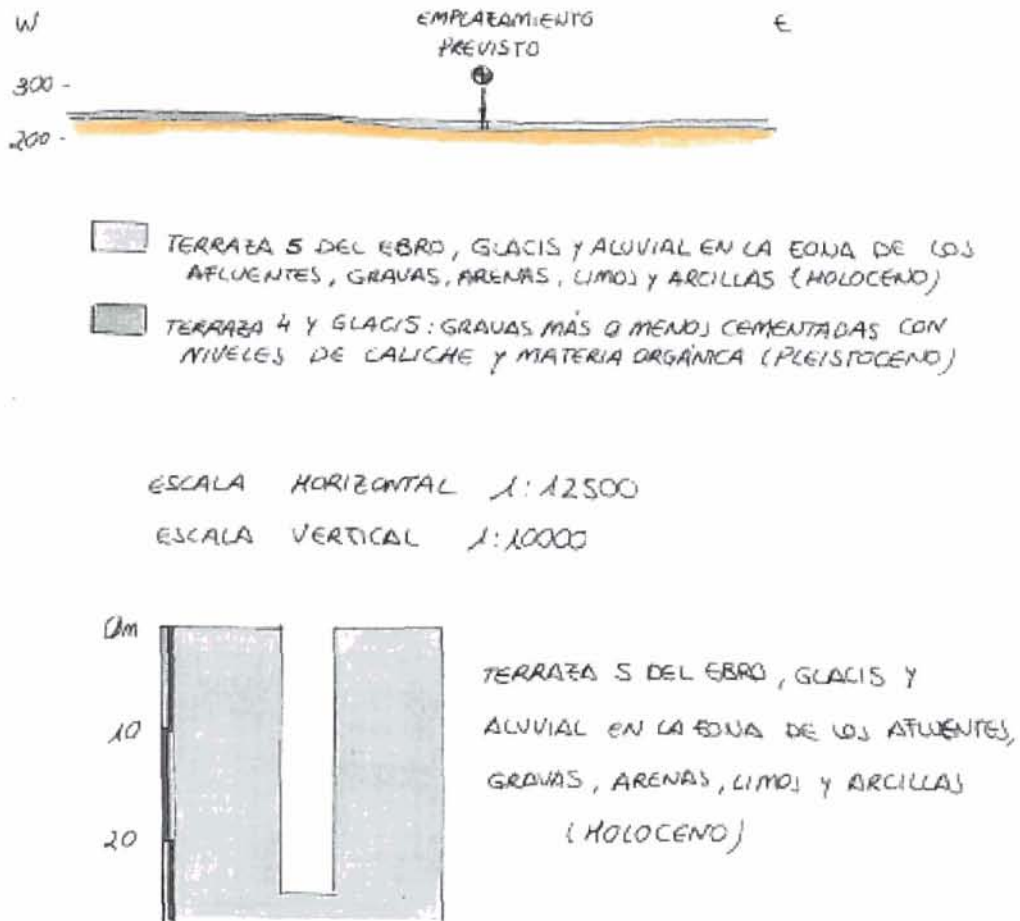 W
EMPLAZAMIENTO
PREVISTO
E
300 -
200 -
TERRAZA 5 DEL EBRO, GLACIS Y ALUVIAL EN LA ZONA DE LOS
AFLUENTES, GRAVAS, ARENAS, LIMOS Y ARCILLAS (HOLOCENO)
TERRAZA 4 Y GLACIS: GRAVAS MÁS O MENOS CEMENTADAS CON
NIVELES DE CALICHE Y MATERIA ORGÁNICA (PLEISTOCENO)
ESCALA HORIZONTAL 1:12500
ESCALA VERTICAL 1:10000
0m
10
20
TERRAZA 5 DEL EBRO, GLACIS Y
ALUVIAL EN LA ZONA DE LOS AFLUENTES,
GRAVAS, ARENAS, LIMOS Y ARCILLAS
(HOLOCENO)